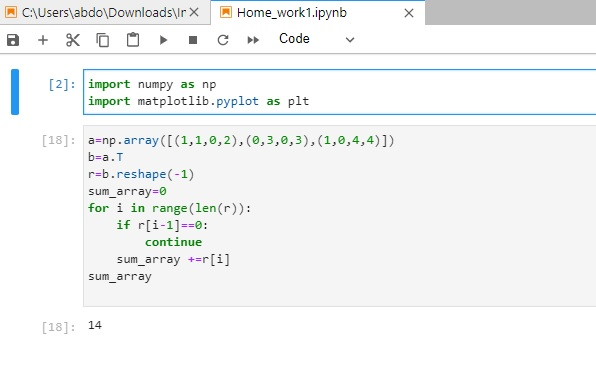 C:\Users\abdo\Downloads\Ir
Home_work1.ipynb
Code
[2]: import numpy as np
import matplotlib.pyplot as plt
[18]: a=np.array([(1,1,0,2),(0,3,0,3),(1,0,4,4)])
b=a.T
r=b.reshape(-1)
sum_array=0
for i in range(len(r)):
    if r[i-1]==0:
        continue
    sum_array +=r[i]
sum_array
[18]: 14